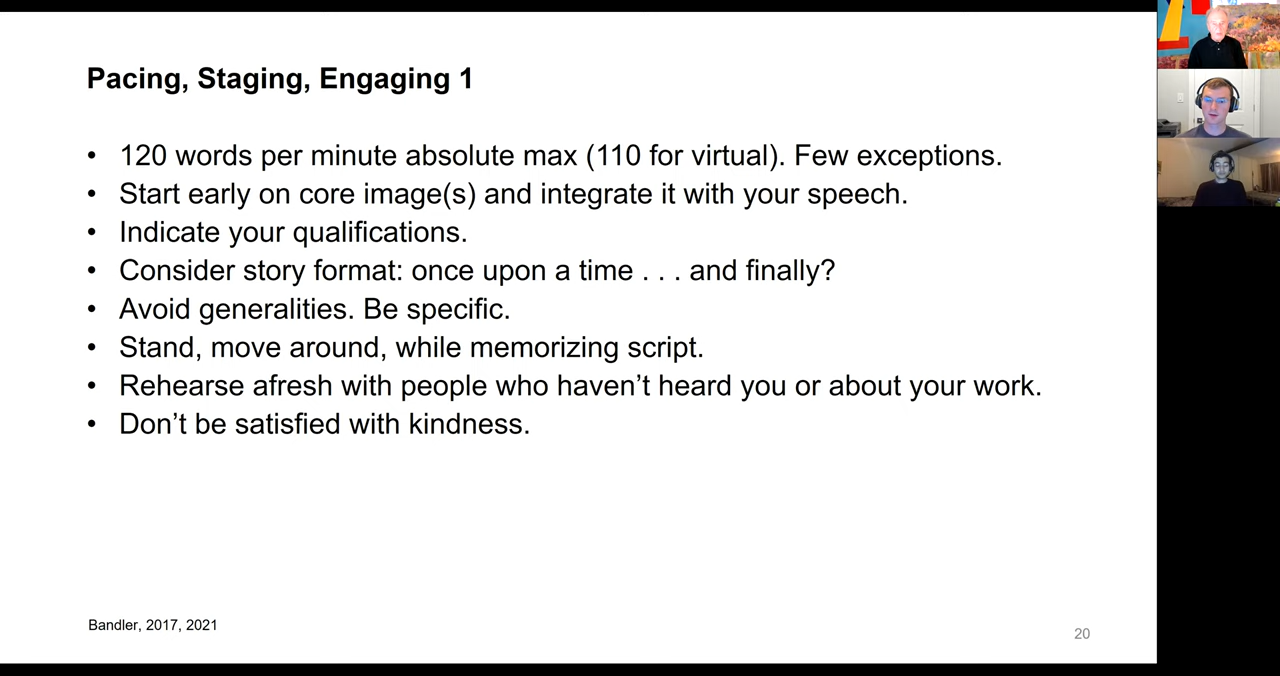 Pacing, Staging, Engaging 1
• 120 words per minute absolute max (110 for virtual). Few exceptions.
• Start early on core image(s) and integrate it with your speech.
• Indicate your qualifications.
• Consider story format: once upon a time . . . and finally?
• Avoid generalities. Be specific.
• Stand, move around, while memorizing script.
• Rehearse afresh with people who haven’t heard you or about your work.
• Don’t be satisfied with kindness.
Bandler, 2017, 2021
20